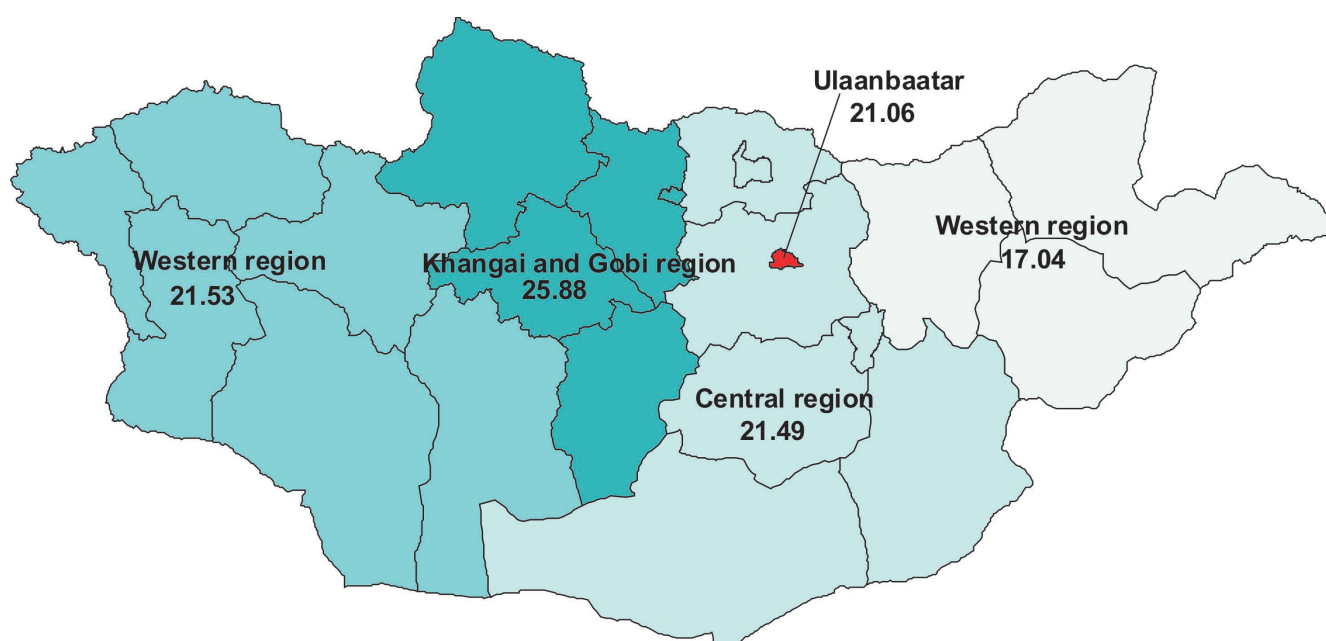 Ulaanbaatar
21.06
Western region
17.04
Western region
21.53
Khangai and Gobi region
25.88
Central region
21.49